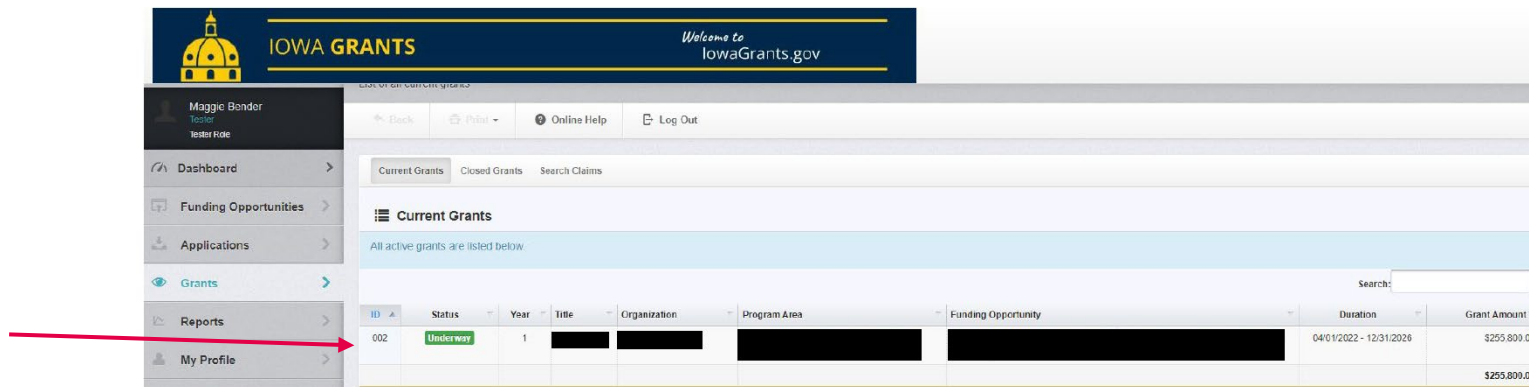 IOWA GRANTS
Welcome to
IowaGrants.gov
List of all current grants
Maggie Bender
Tester
Tester Role
Back Print Online Help Log Out
Dashboard
Current Grants Closed Grants Search Claims
Funding Opportunities
Current Grants
Applications
All active grants are listed below.
Grants
Search:
ID Status Year Title Organization Program Area Funding Opportunity Duration Grant Amount
Reports
002 Underway 1 04/01/2022 - 12/31/2026 $255,800.0
My Profile
$255,800.0